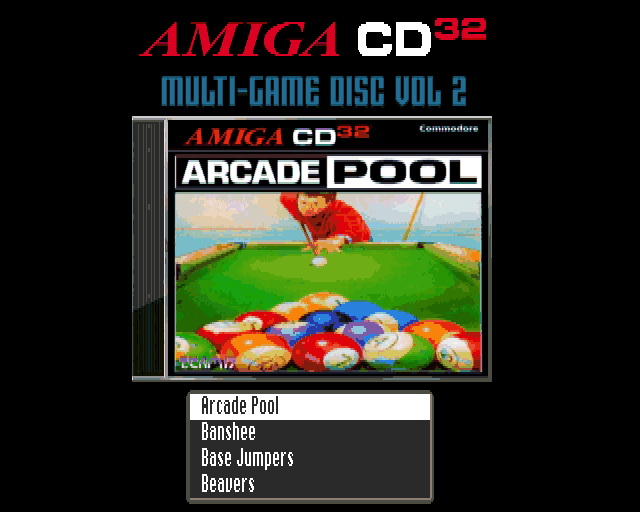 AMIGA CD32
MULTI-GAME DISC VOL 2
AMIGA CD32
Commodore
ARCADE POOL
Arcade Pool
Banshee
Base Jumpers
Beavers